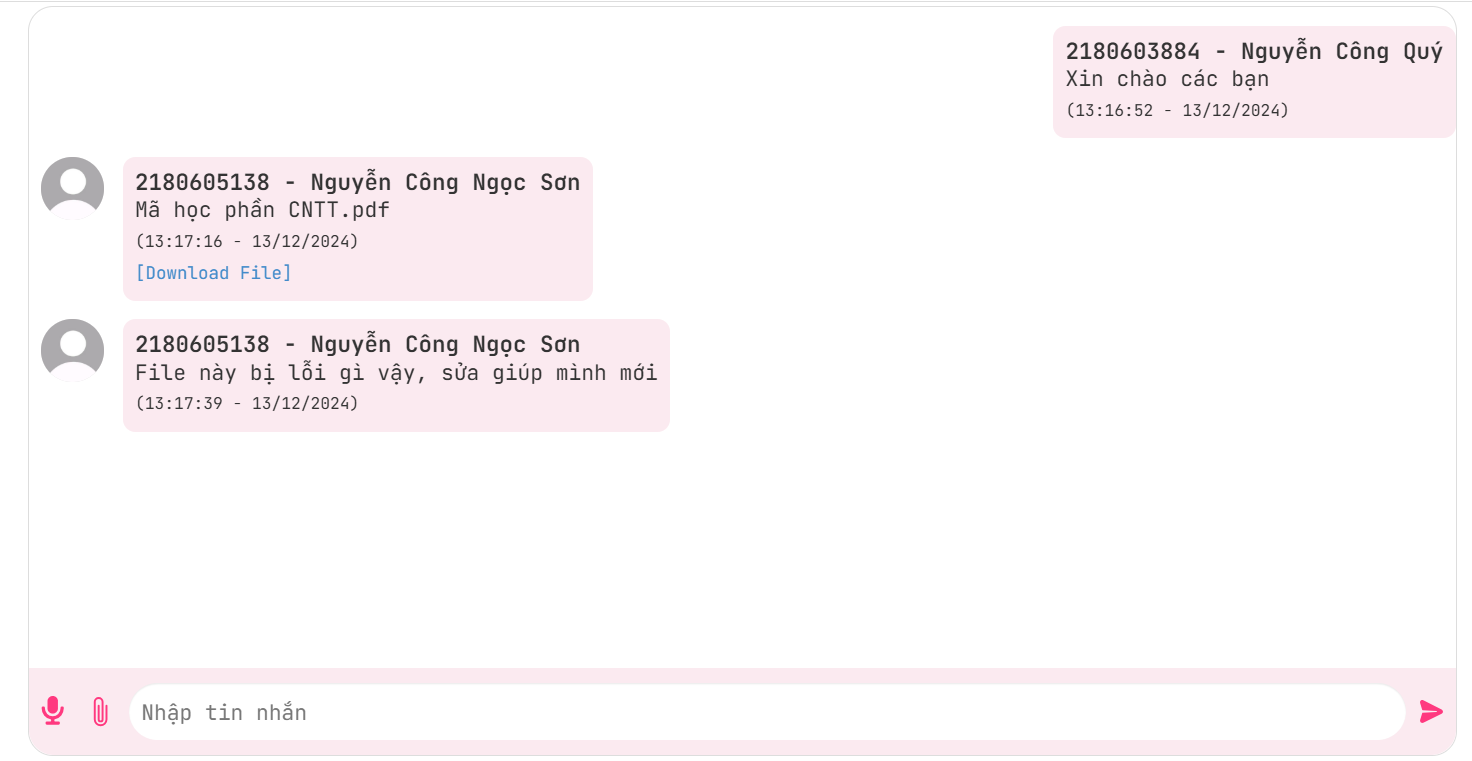 2180603884 - Nguyễn Công Quý
Xin chào các bạn
(13:16:52 - 13/12/2024)
2180605138 - Nguyễn Công Ngọc Sơn
Mã học phần CNTT.pdf
(13:17:16 - 13/12/2024)
[Download File]
2180605138 - Nguyễn Công Ngọc Sơn
File này bị lỗi gì vậy, sửa giúp mình mới
(13:17:39 - 13/12/2024)
Nhập tin nhắn